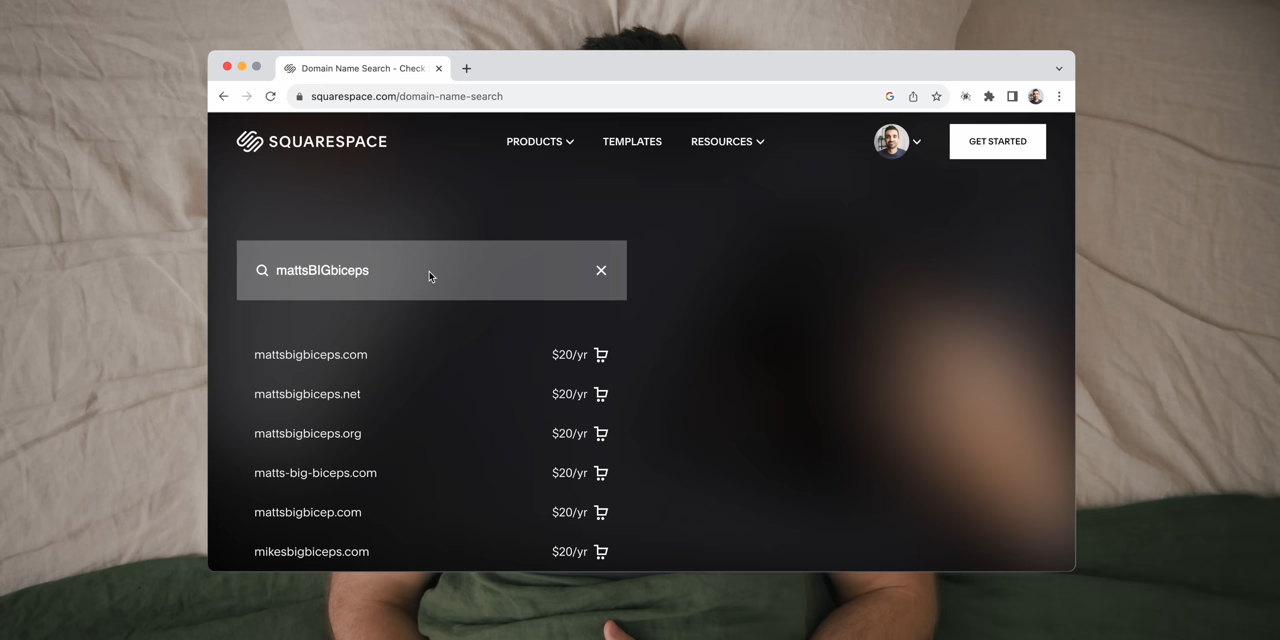 Domain Name Search - Check
squarespace.com/domain-name-search
SQUARESPACE
PRODUCTS TEMPLATES RESOURCES GET STARTED
mattsBIGbiceps
mattsbigbiceps.com $20/yr
mattsbigbiceps.net $20/yr
mattsbigbiceps.org $20/yr
matts-big-biceps.com $20/yr
mattsbigbicep.com $20/yr
mikesbigbiceps.com $20/yr